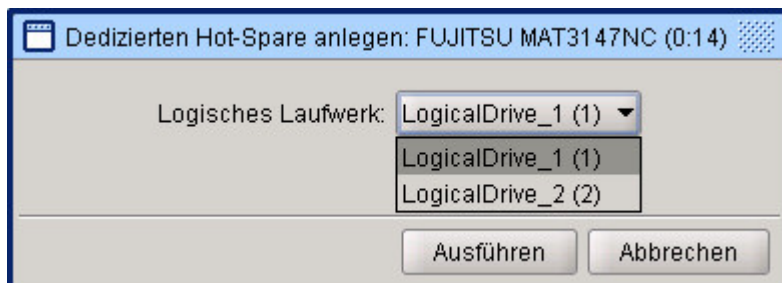 Dedizierten Hot-Spare anlegen: FUJITSU MAT3147NC (0:14)
Logisches Laufwerk: LogicalDrive_1 (1)
LogicalDrive_1 (1)
LogicalDrive_2 (2)
Ausführen Abbrechen